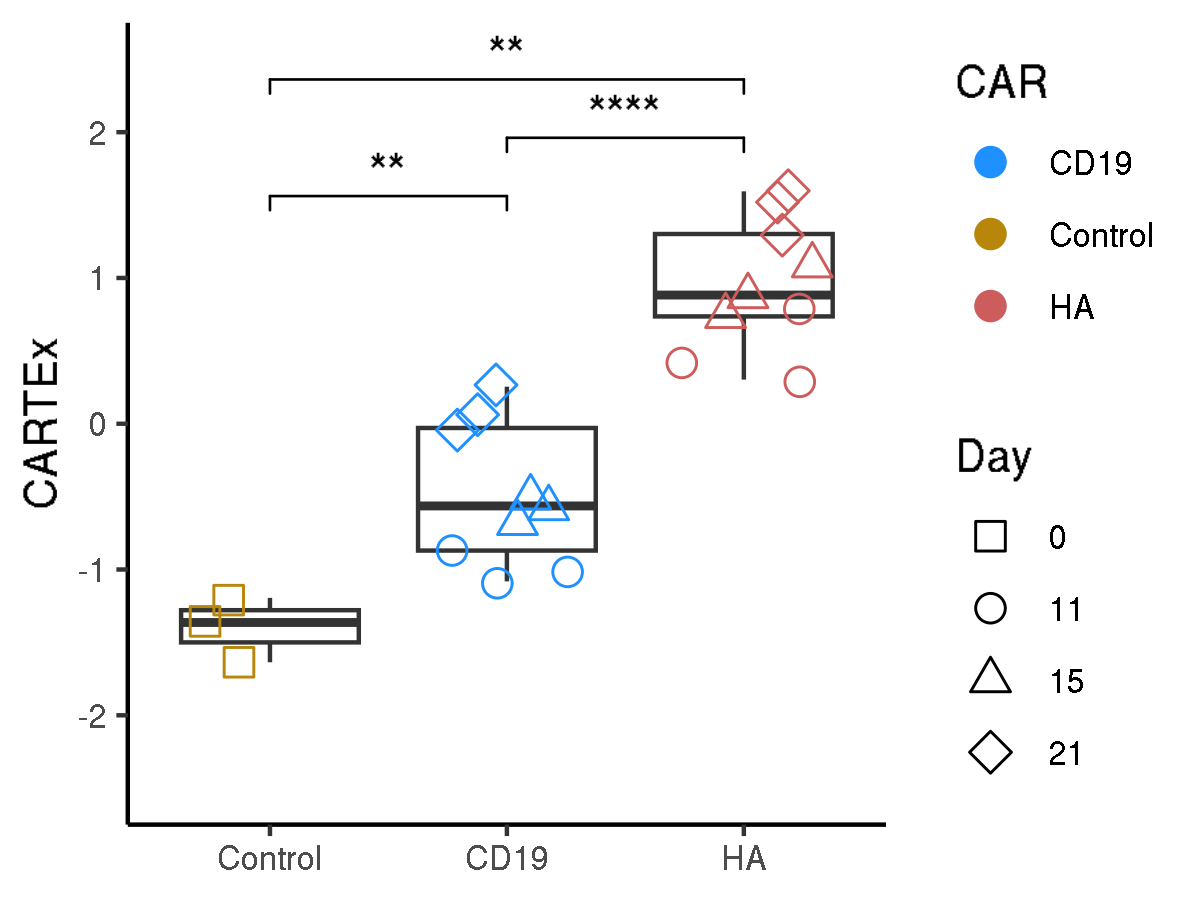 **
****
**
2
1
0
-1
-2
CARTEx
Control
CD19
HA
CAR
CD19
Control
HA
Day
0
11
15
21